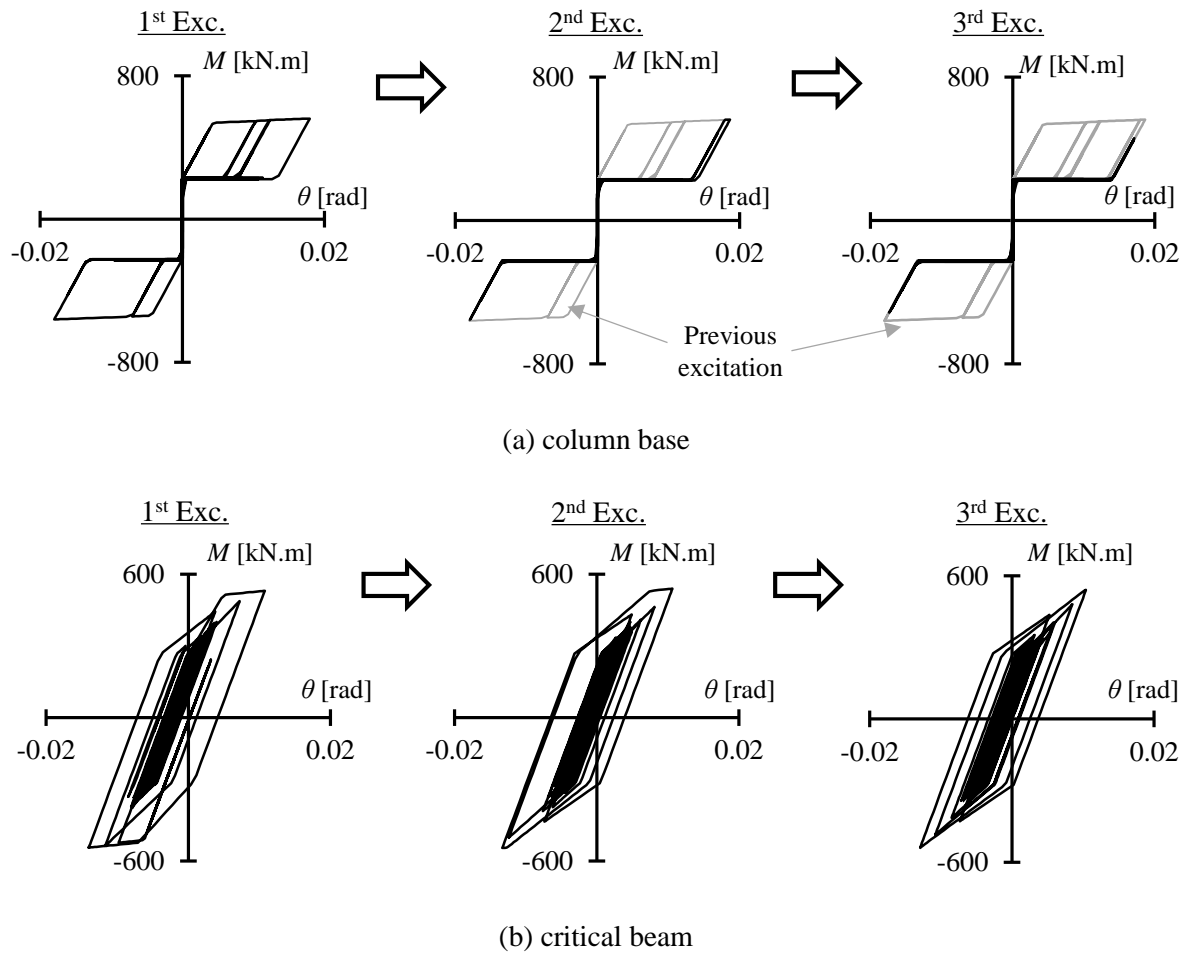 1st Exc. 2nd Exc. 3rd Exc.
M [kN.m] M [kN.m] M [kN.m]
800 800 800
θ [rad] θ [rad] θ [rad]
-0.02 0.02 -0.02 0.02 -0.02 0.02
Previous
excitation
-800 -800 -800
(a) column base
1st Exc. 2nd Exc. 3rd Exc.
M [kN.m] M [kN.m] M [kN.m]
600 600 600
θ [rad] θ [rad] θ [rad]
-0.02 0.02 -0.02 0.02 -0.02 0.02
-600 -600 -600
(b) critical beam